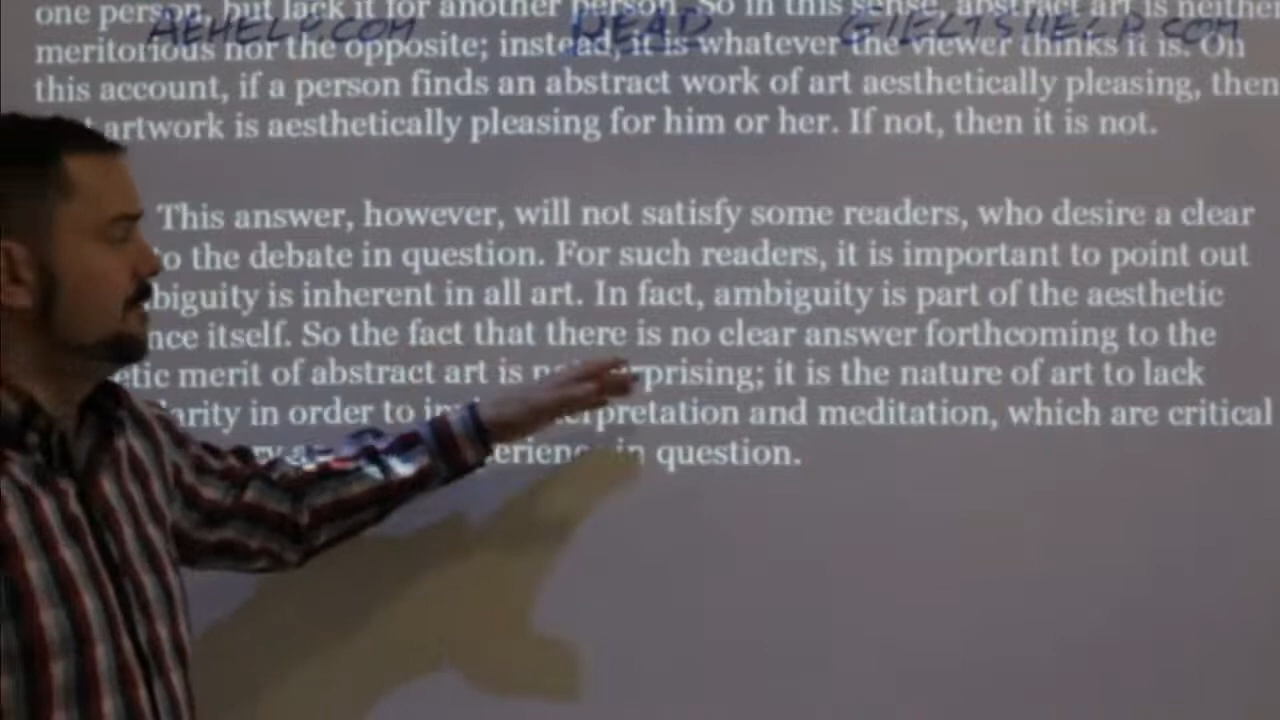 one person, but lack it for another person. So in this sense, abstract art is neither
AEHELP.COM READ GIELTSHELP.COM
meritorious nor the opposite; instead, it is whatever the viewer thinks it is. On
this account, if a person finds an abstract work of art aesthetically pleasing, then
artwork is aesthetically pleasing for him or her. If not, then it is not.
This answer, however, will not satisfy some readers, who desire a clear
to the debate in question. For such readers, it is important to point out
biguity is inherent in all art. In fact, ambiguity is part of the aesthetic
nce itself. So the fact that there is no clear answer forthcoming to the
etic merit of abstract art is prising; it is the nature of art to lack
arity in order to erpretation and meditation, which are critical
in question.